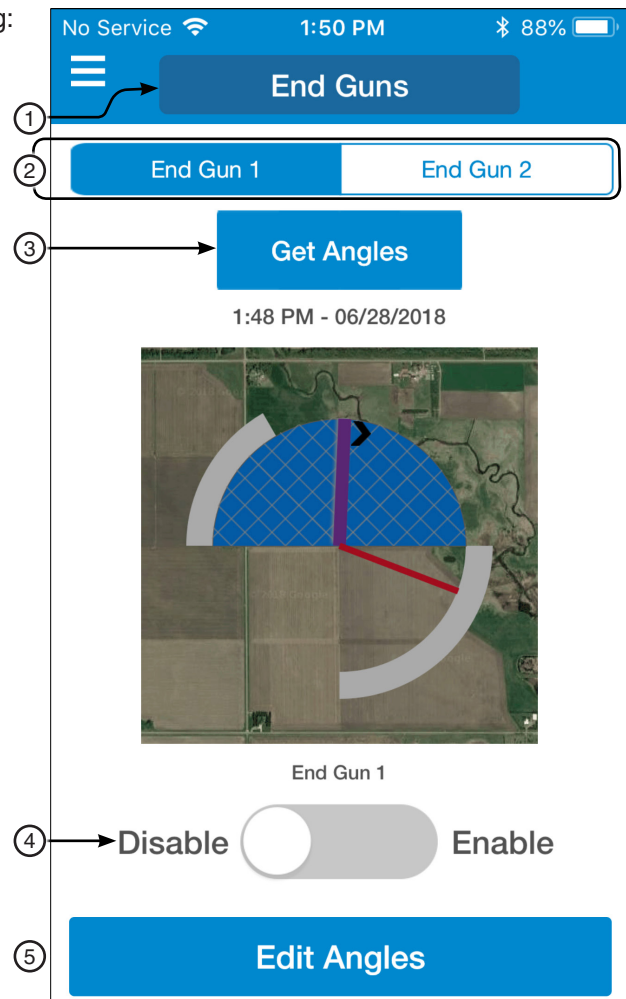 g:
No Service 1:50 PM 88%
End Guns
1
2
End Gun 1 End Gun 2
3
Get Angles
1:48 PM - 06/28/2018
End Gun 1
4
Disable Enable
5
Edit Angles